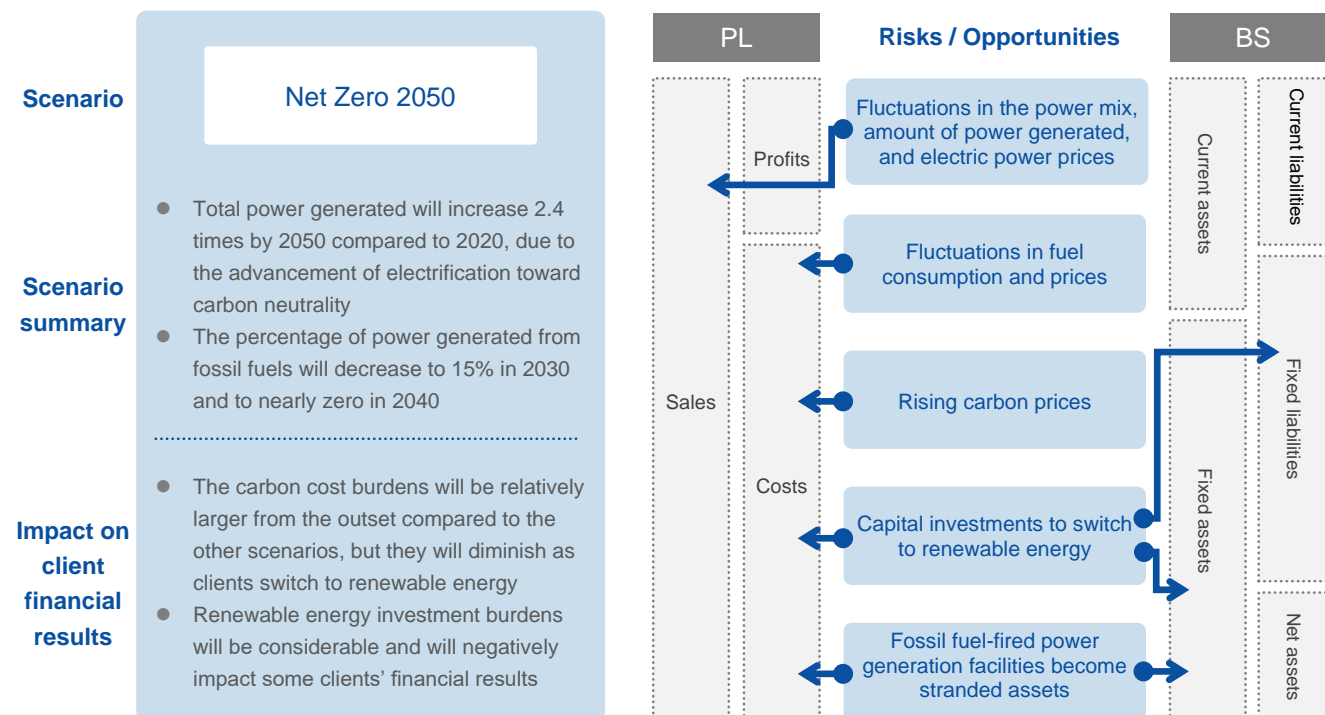 Scenario
Net Zero 2050
Scenario
summary
● Total power generated will increase 2.4
times by 2050 compared to 2020, due to
the advancement of electrification toward
carbon neutrality
● The percentage of power generated from
fossil fuels will decrease to 15% in 2030
and to nearly zero in 2040
Impact on
client
financial
results
● The carbon cost burdens will be relatively
larger from the outset compared to the
other scenarios, but they will diminish as
clients switch to renewable energy
● Renewable energy investment burdens
will be considerable and will negatively
impact some clients’ financial results
PL
Risks / Opportunities
BS
Sales
Profits
Costs
Fluctuations in the power mix,
amount of power generated,
and electric power prices
Fluctuations in fuel
consumption and prices
Rising carbon prices
Capital investments to switch
to renewable energy
Fossil fuel-fired power
generation facilities become
stranded assets
Current assets
Fixed assets
Current liabilities
Fixed liabilities
Net assets